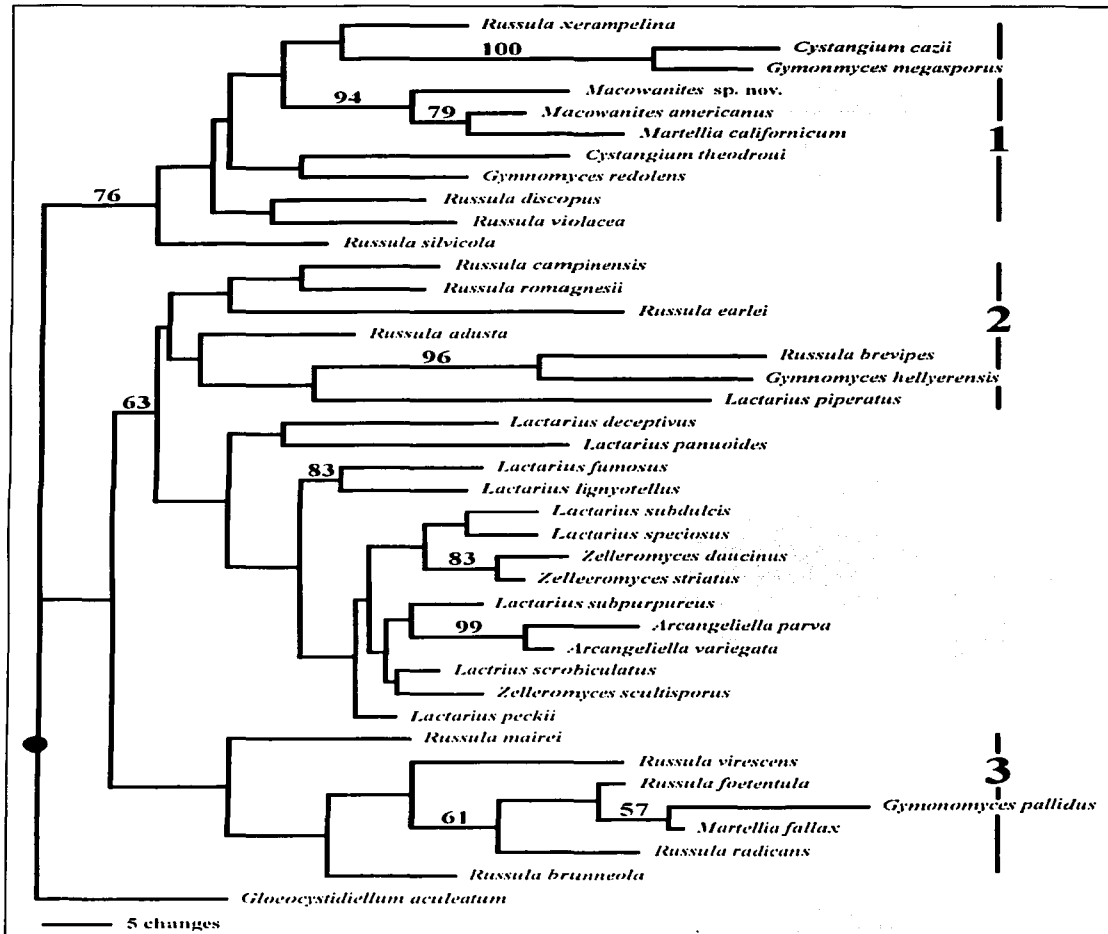 Russula xerampelina
100
Cystangium cazii
Gymonmyces megasporus
Macowanites sp. nov.
94
79
Macowanites americanus
Martellia californicum
1
Cystangium theodroui
Gymnomyces redolens
76
Russula discopus
Russula violacea
Russula silvicola
Russula campinensis
Russula romagnesii
Russula earlei
2
Russula adusta
96
Russula brevipes
Gymnomyces hellyerensis
63
Lactarius piperatus
Lactarius deceptivus
Lactarius panuoides
83
Lactarius fumosus
Lactarius lignyotellus
Lactarius subdulcis
Lactarius speciosus
83
Zelleromyces daucinus
Zelleeromyces striatus
Lactarius subpurpureus
99
Arcangeliella parva
Arcangeliella variegata
Lactrius scrobiculatus
Zelleromyces scultisporus
Lactarius peckii
Russula mairei
Russula virescens
3
Russula foetentula
61
57
Gymonomyces pallidus
Martellia fallax
Russula radicans
Russula brunneola
Gloeocystidiellum aculeatum
5 changes